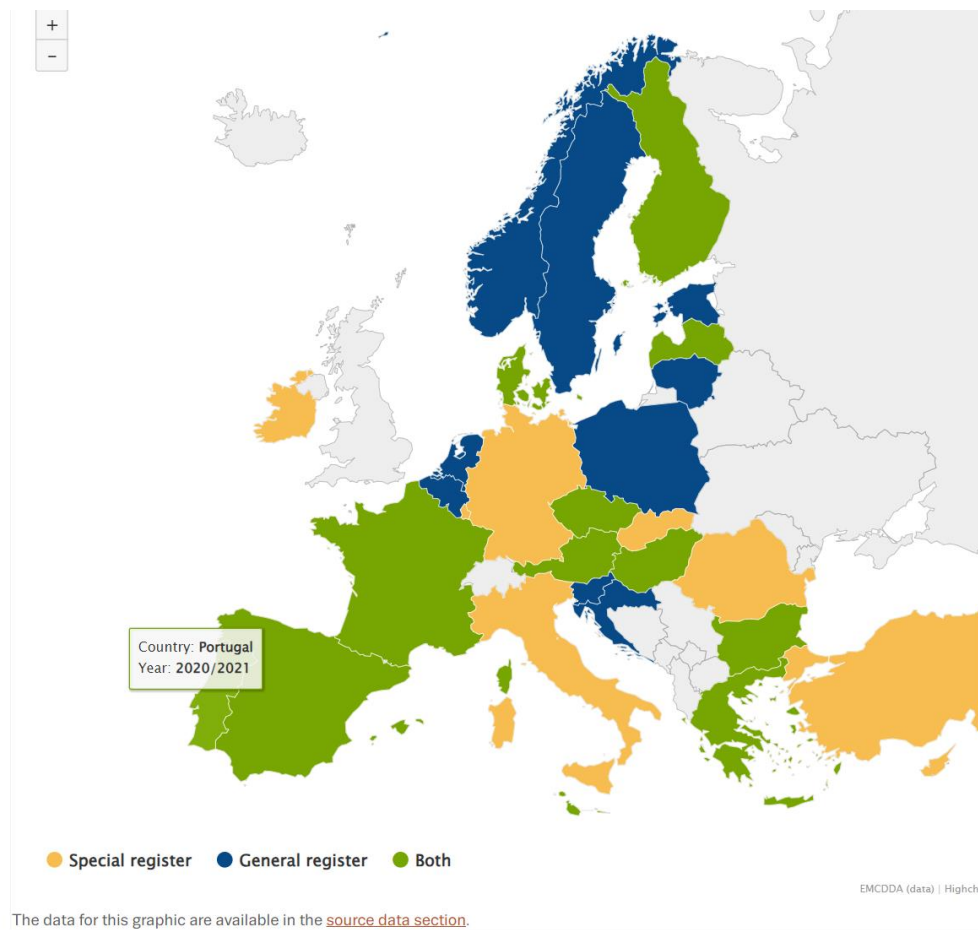 +
−
Country: Portugal
Year: 2020/2021
Special register
General register
Both
EMCDDA (data) | Highch
The data for this graphic are available in the source data section.